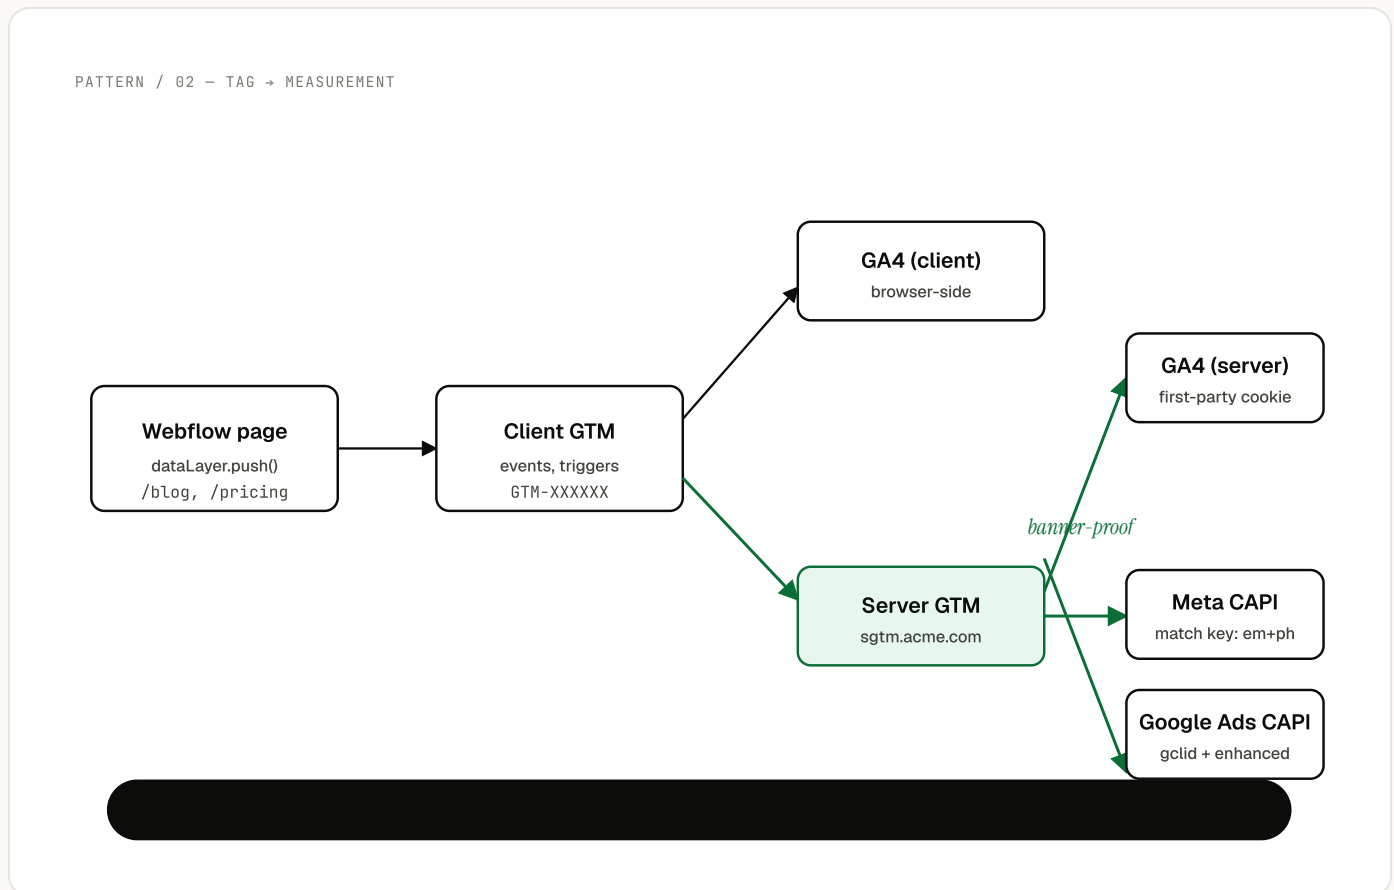 PATTERN / 02 — TAG → MEASUREMENT
GA4 (client)
browser-side
GA4 (server)
first-party cookie
Webflow page
dataLayer.push()
/blog, /pricing
Client GTM
events, triggers
GTM-XXXXXX
banner-proof
Server GTM
sgtm.acme.com
Meta CAPI
match key: em+ph
Google Ads CAPI
gclid + enhanced